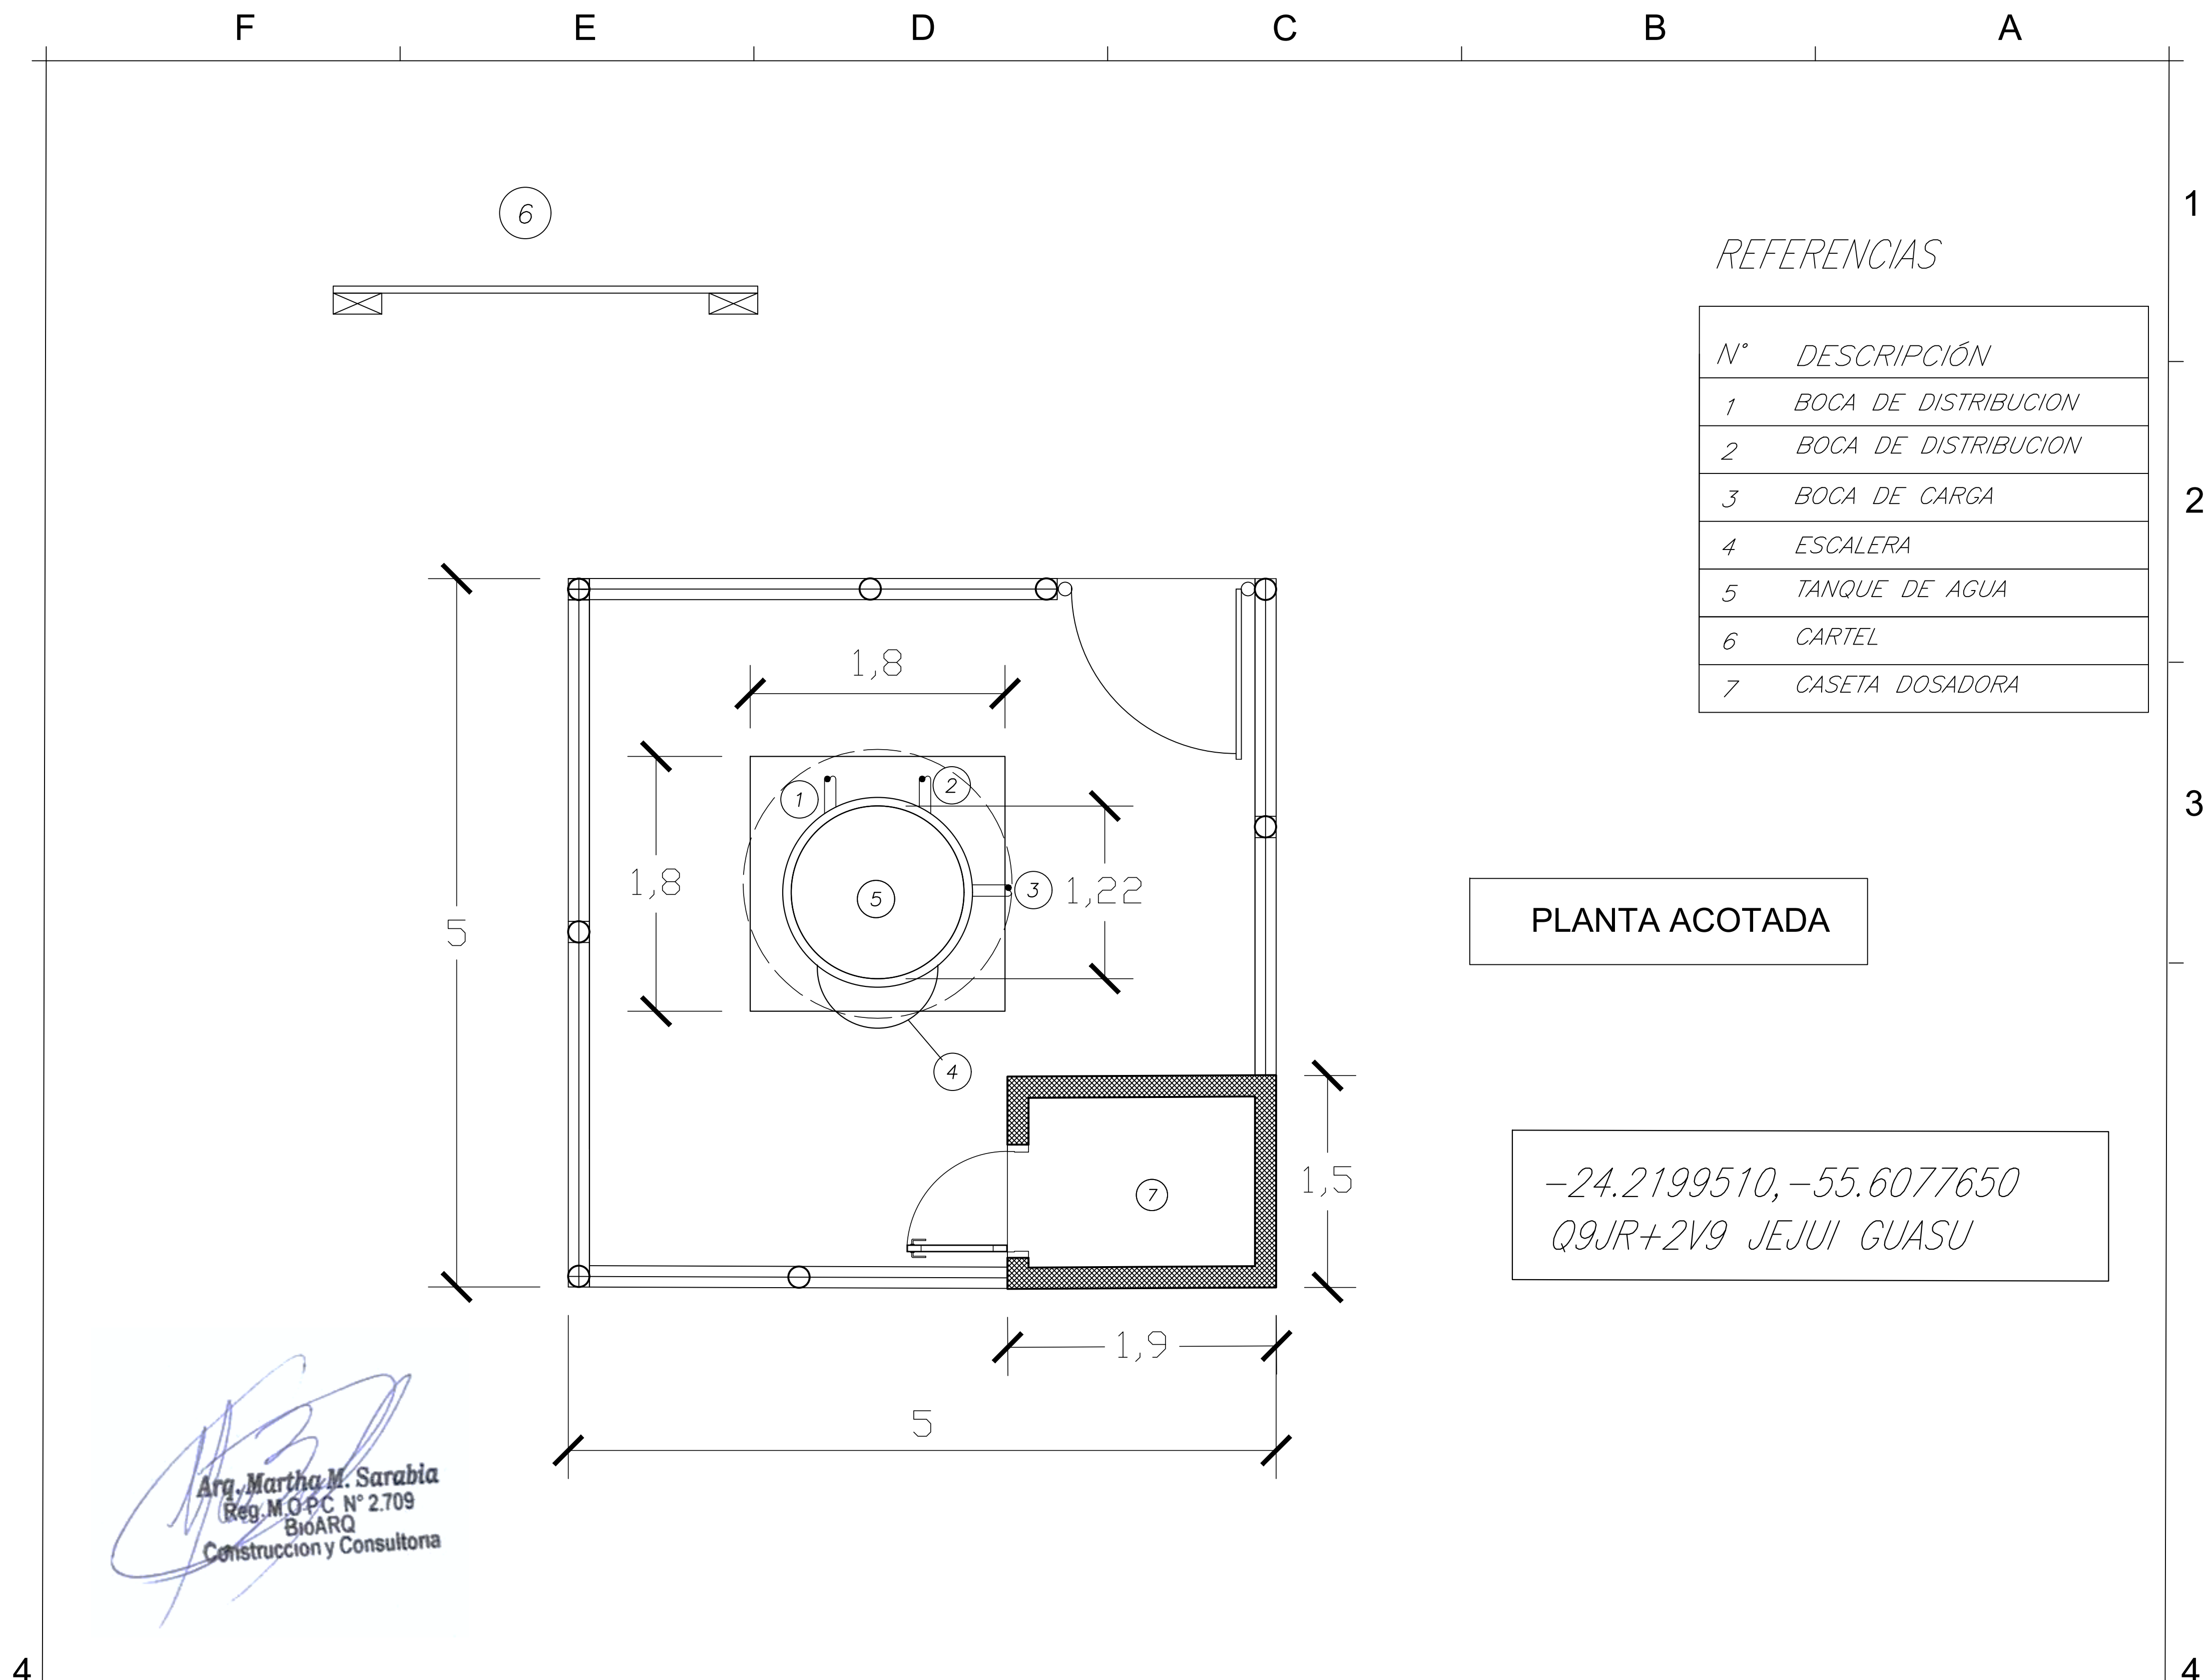 F E D C B A
6
1
REFERENCIAS
N° DESCRIPCIÓN
1 BOCA DE DISTRIBUCION
2 BOCA DE DISTRIBUCION
3 BOCA DE CARGA
4 ESCALERA
5 TANQUE DE AGUA
6 CARTEL
7 CASETA DOSADORA
2
3
1,8
1
2
1,8
5
3
1,22
5
4
PLANTA ACOTADA
7
1,5
-24.2199510,-55.6077650
Q9JR+2V9 JEJUI GUASU
1,9
5
Arq. Martha M. Sarabia
Reg. M.O.P.C N° 2.709
BIOARQ
Construccion y Consultoria
4
4